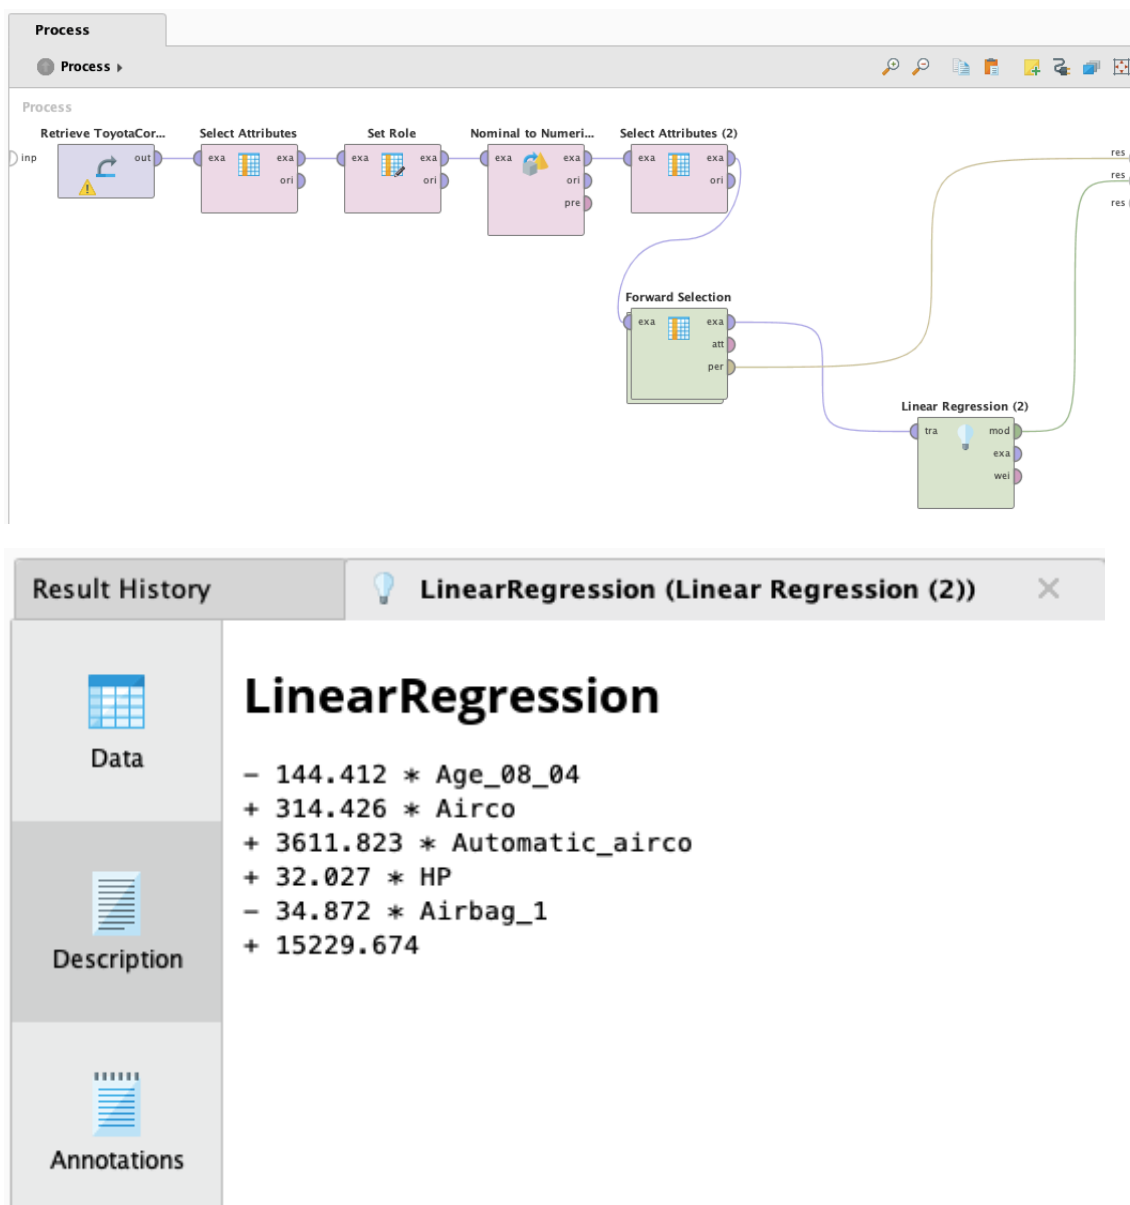 Process
Process
Process
Retrieve ToyotaCor...
Select Attributes
Set Role
Nominal to Numeri...
Select Attributes (2)
inp
out
exa
exa
ori
exa
exa
ori
exa
exa
ori
pre
exa
exa
ori
res
res
res
Forward Selection
exa
exa
att
per
Linear Regression (2)
tra
mod
exa
wei
Result History
LinearRegression (Linear Regression (2))
LinearRegression
Data
- 144.412 * Age_08_04
+ 314.426 * Airco
+ 3611.823 * Automatic_airco
+ 32.027 * HP
- 34.872 * Airbag_1
+ 15229.674
Description
Annotations